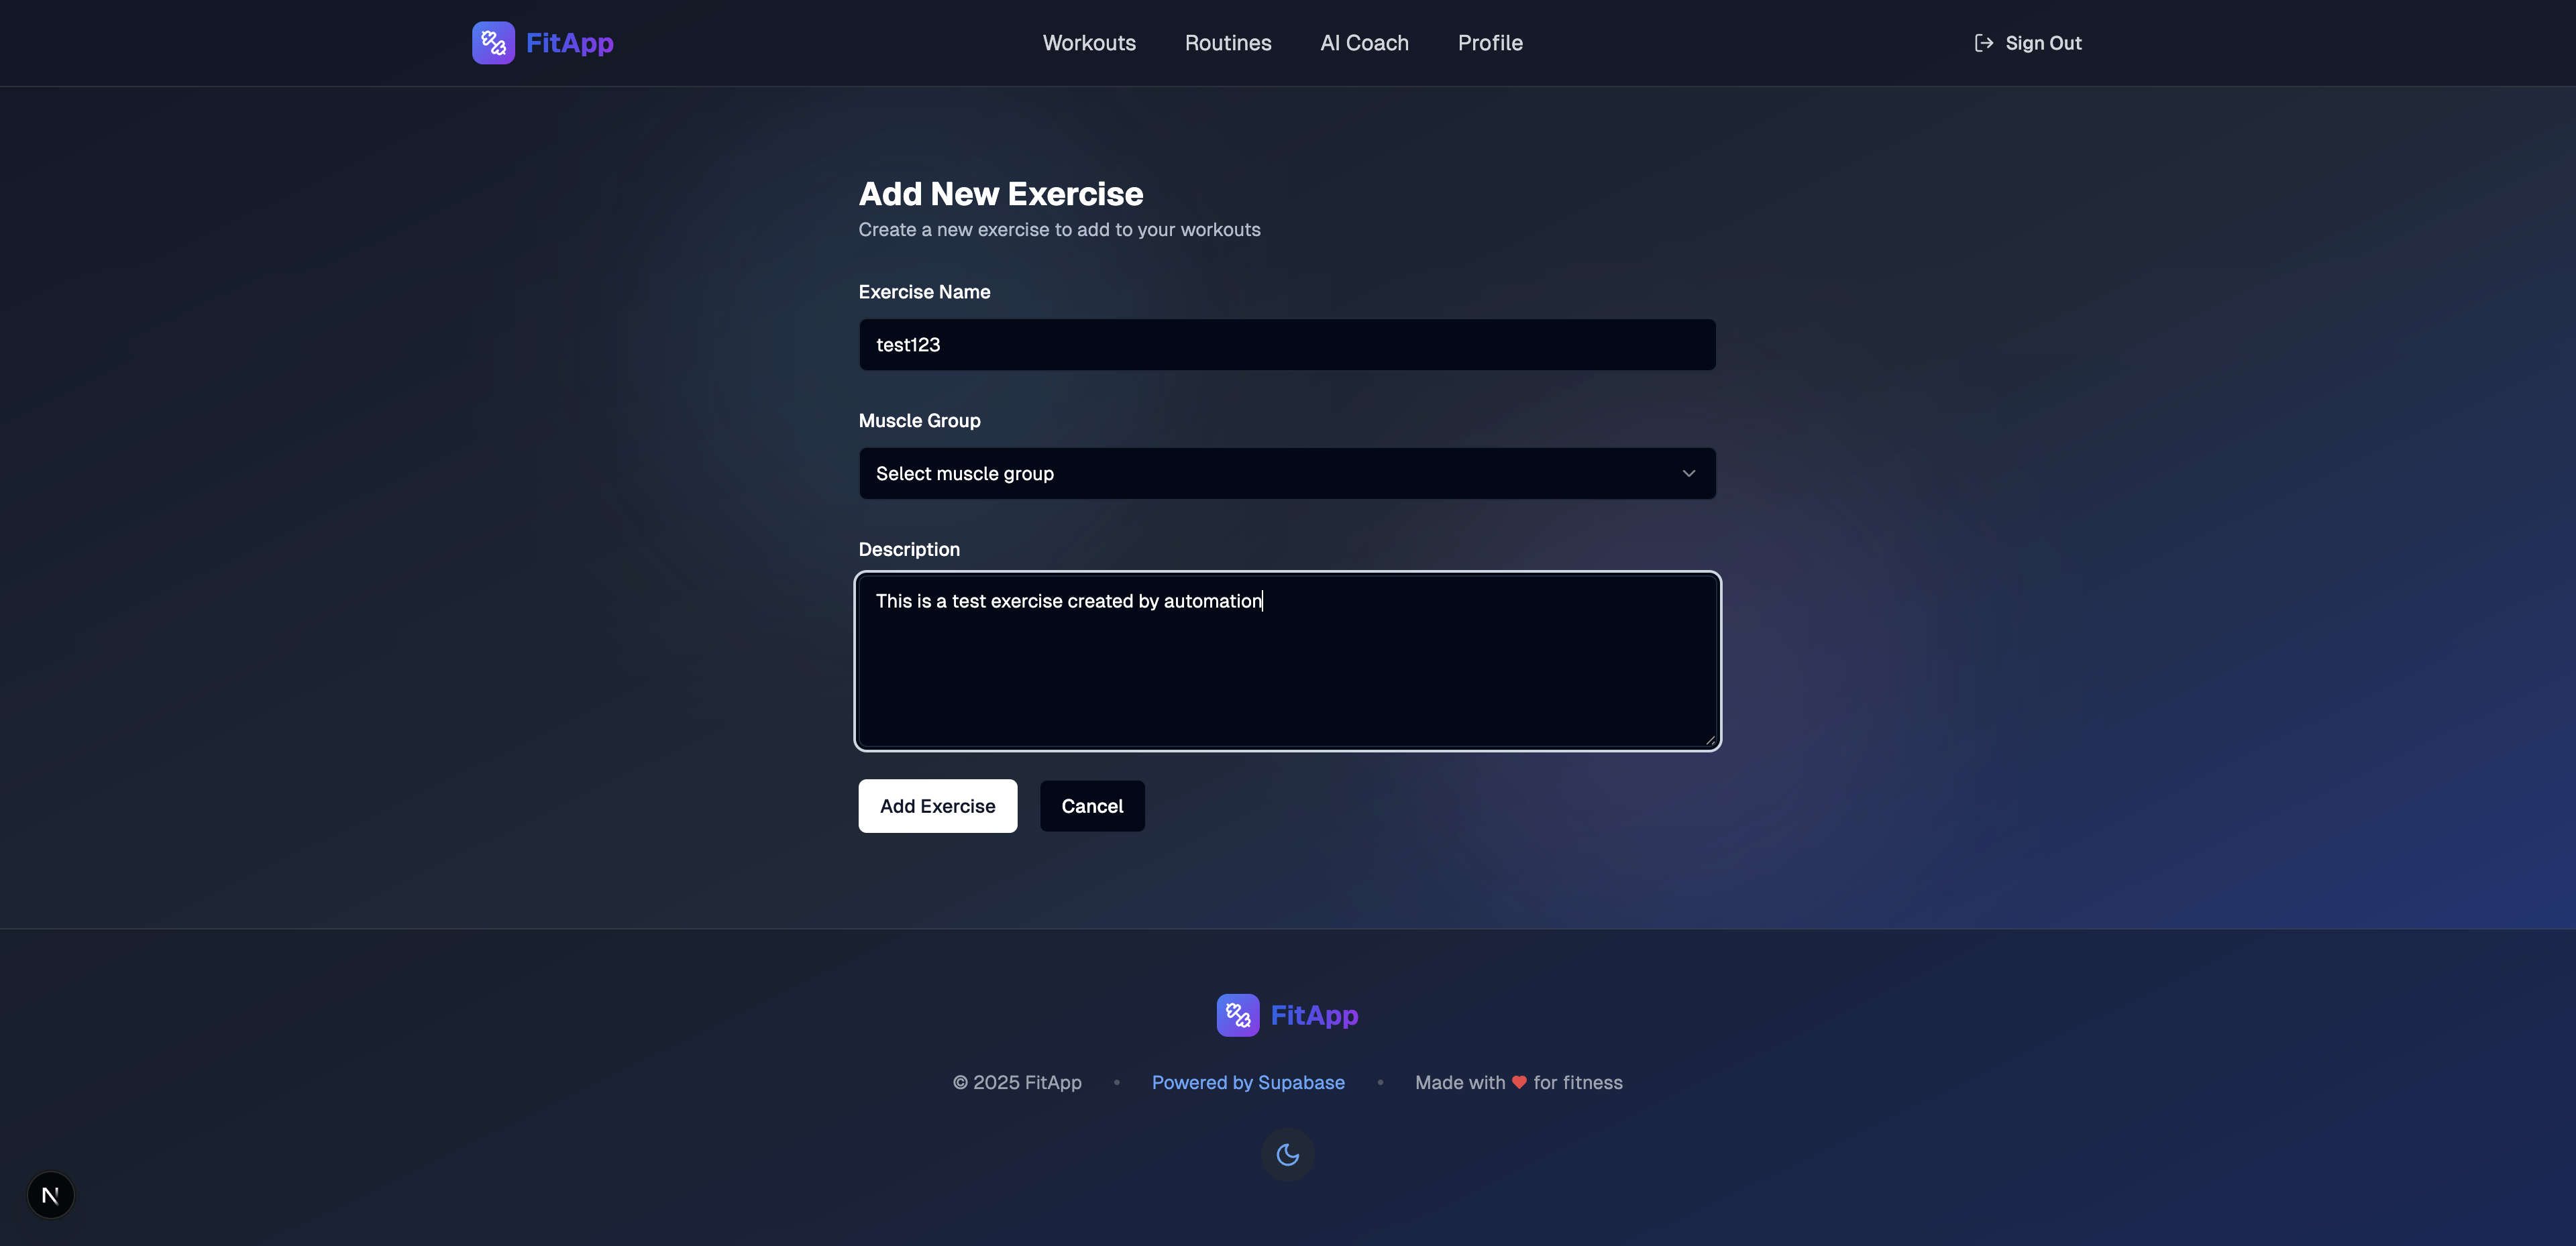 FitApp
Workouts Routines AI Coach Profile
Sign Out
Add New Exercise
Create a new exercise to add to your workouts
Exercise Name
test123
Muscle Group
Select muscle group
Description
This is a test exercise created by automation
Add Exercise Cancel
FitApp
© 2025 FitApp • Powered by Supabase • Made with ❤ for fitness
N